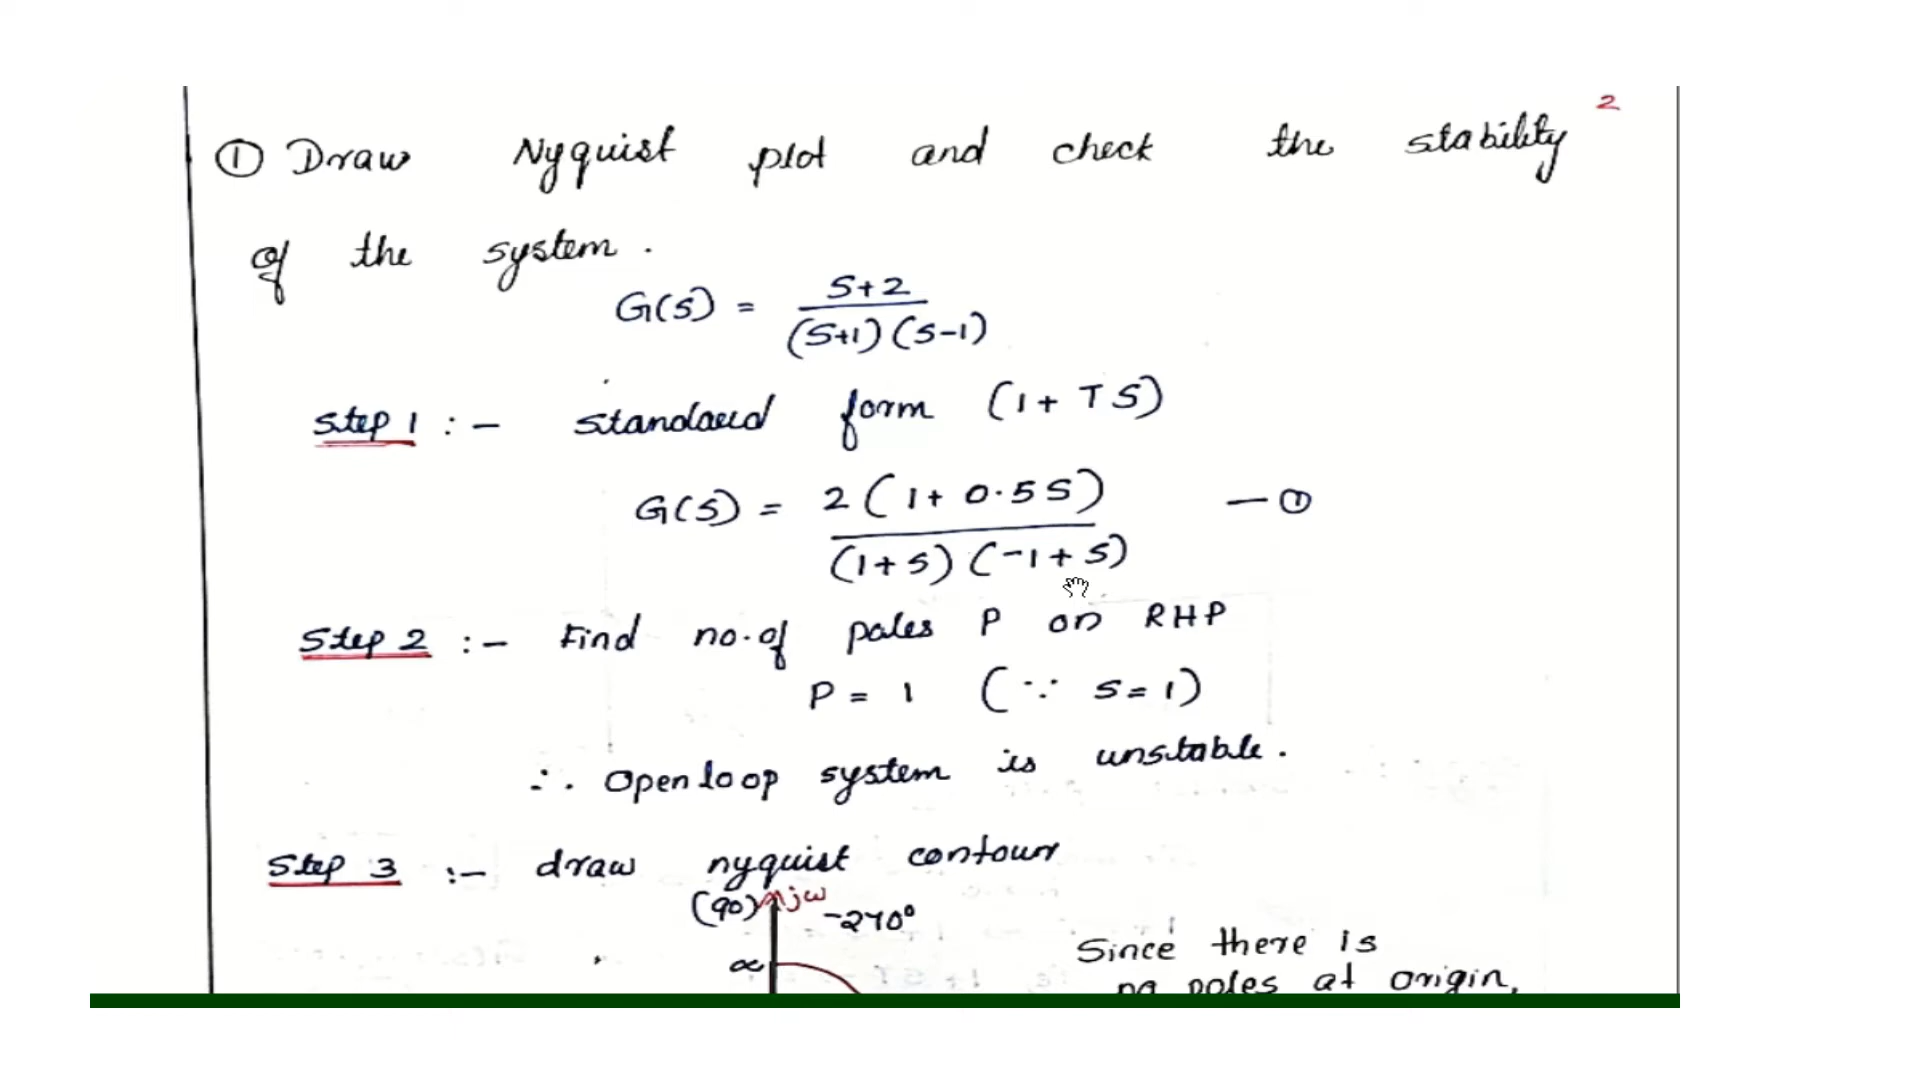 2
① Draw Nyquist plot and check the stability
of the system.
G(S) = S+2 / (S+1)(S-1)
Step 1 :- standard form (1+TS)
G(S) = 2(1+0.5S) / (1+S)(-1+S) — ①
Step 2 :- Find no.of poles P on RHP
P = 1 (∵ S=1)
∴ Openloop system is unstable.
Step 3 :- draw nyquist contour
(90) jw -270°
∝
Since there is
no poles at origin,